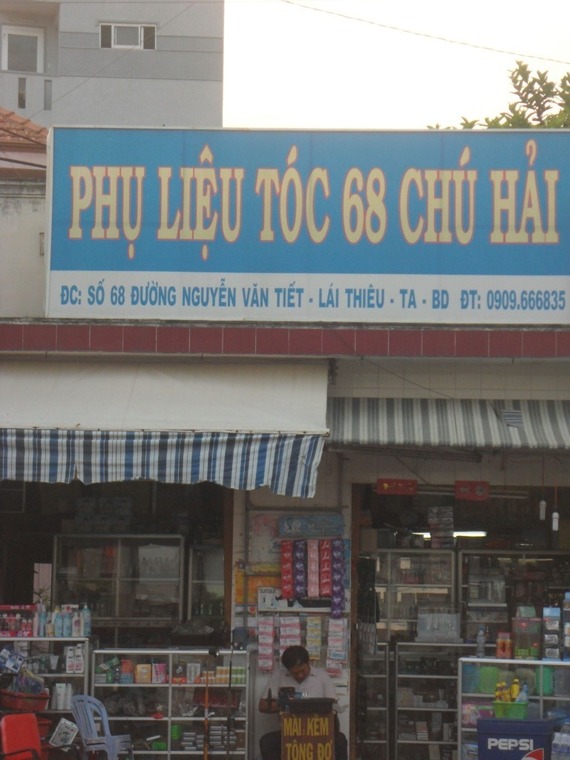 PHỤ LIỆU TÓC 68 CHÚ HẢI
ĐC: SỐ 68 ĐƯỜNG NGUYỄN VĂN TIẾT - LÁI THIÊU - TA - BD ĐT: 0909.666835
MÀI KỀM
TÔNG ĐƠ
PEPSI